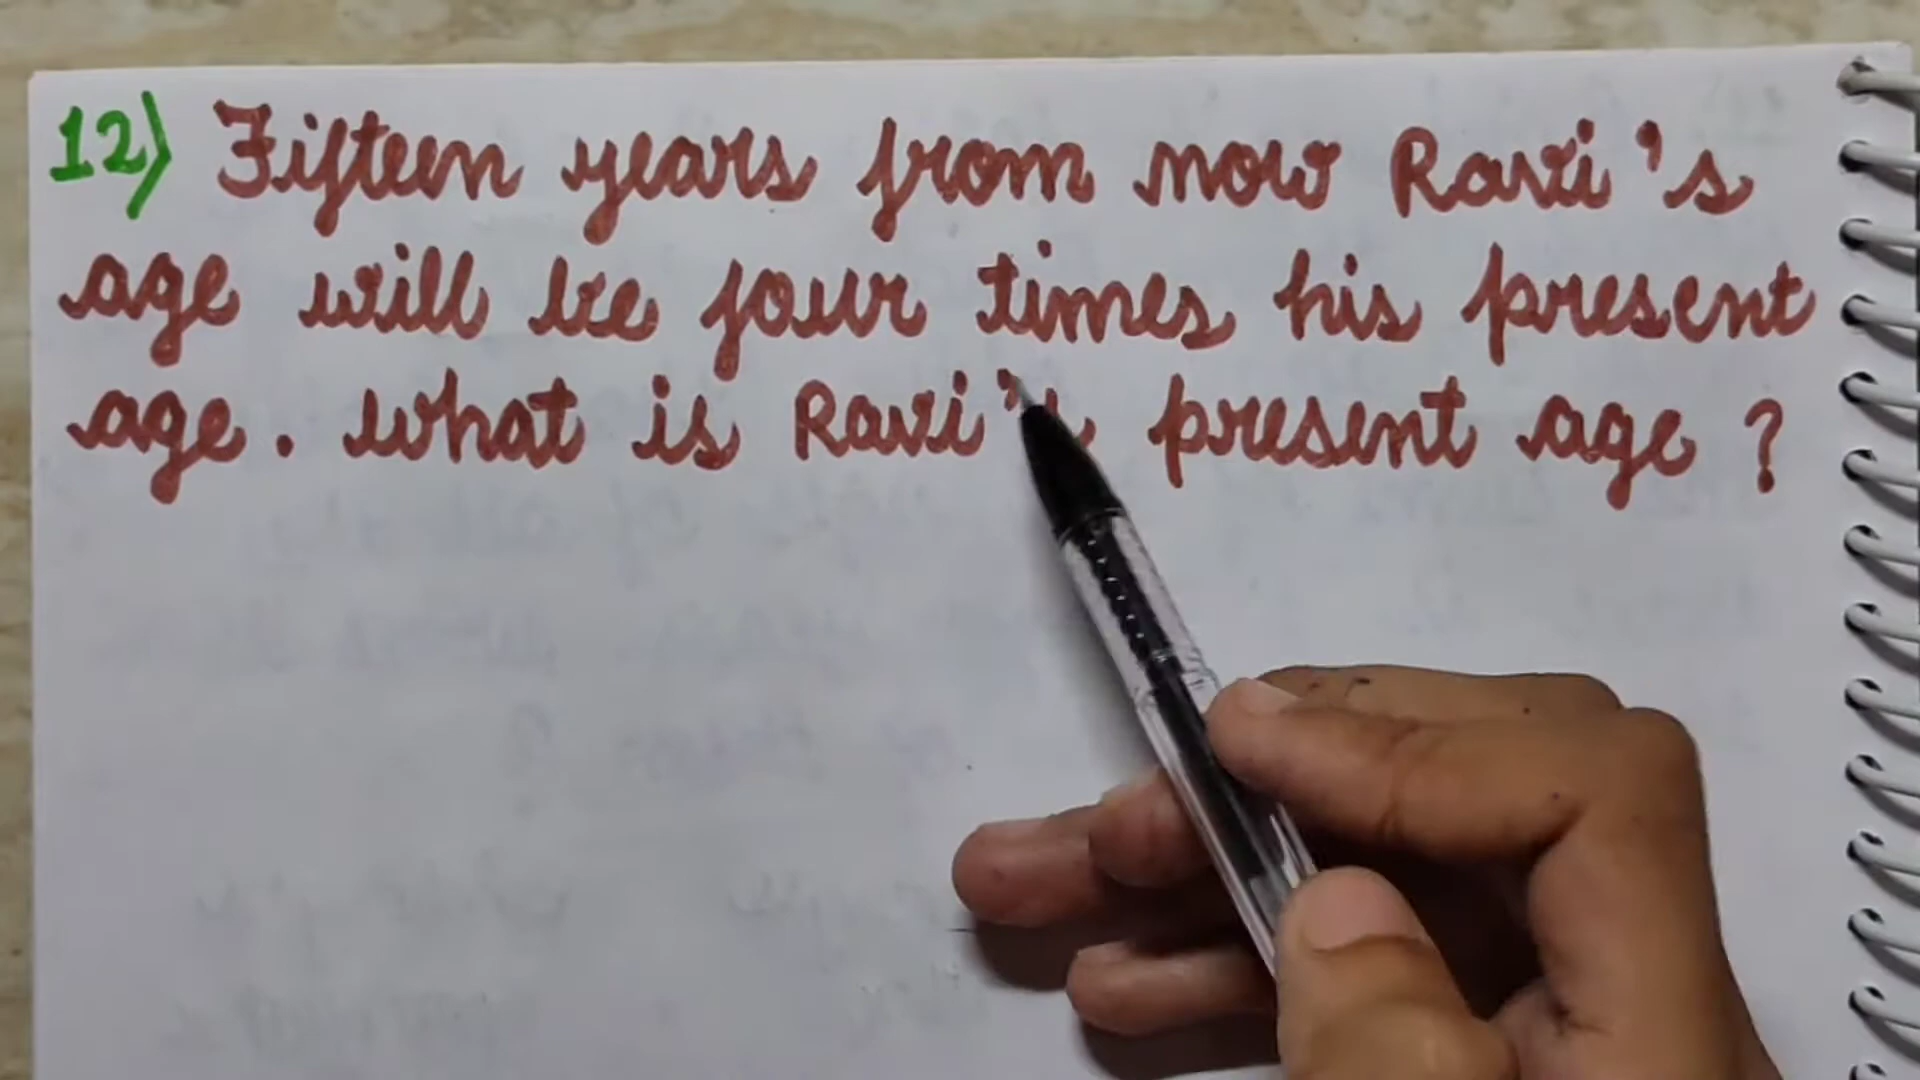 12) Fifteen years from now Ravi's
age will be four times his present
age. what is Ravi's present age ?